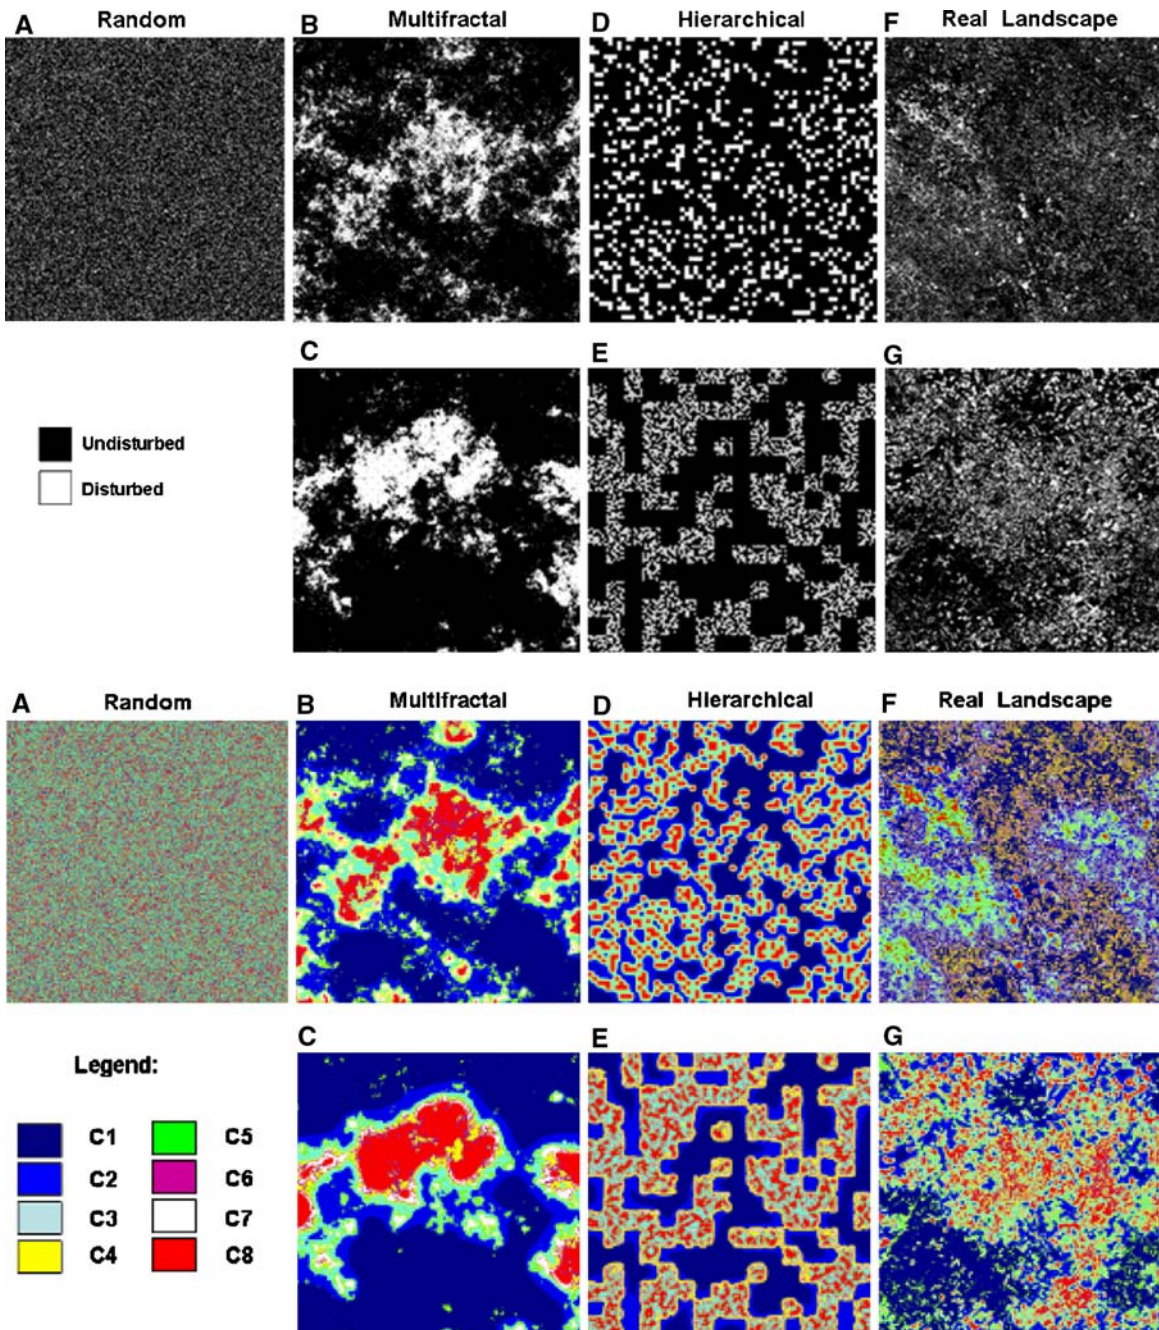 A Random B Multifractal D Hierarchical F Real Landscape
C E G
Undisturbed
Disturbed
A Random B Multifractal D Hierarchical F Real Landscape
C E G
Legend:
C1 C5
C2 C6
C3 C7
C4 C8